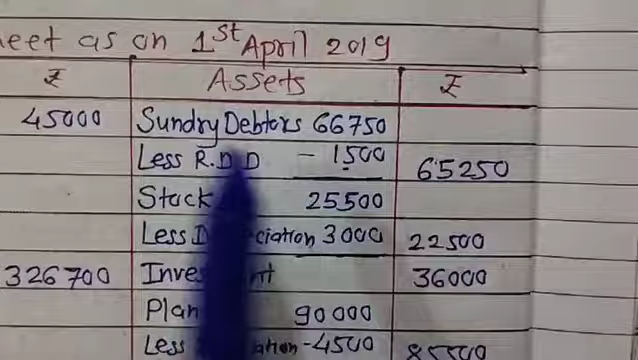 eet as on 1st April 2019
₹ Assets ₹
45000 Sundry Debtors 66750
Less R.D.D - 1500 65250
Stock 25500
Less D ciation 3000 22500
326700 Inves nt 36000
Plan 90000
Less ation -4500 85500